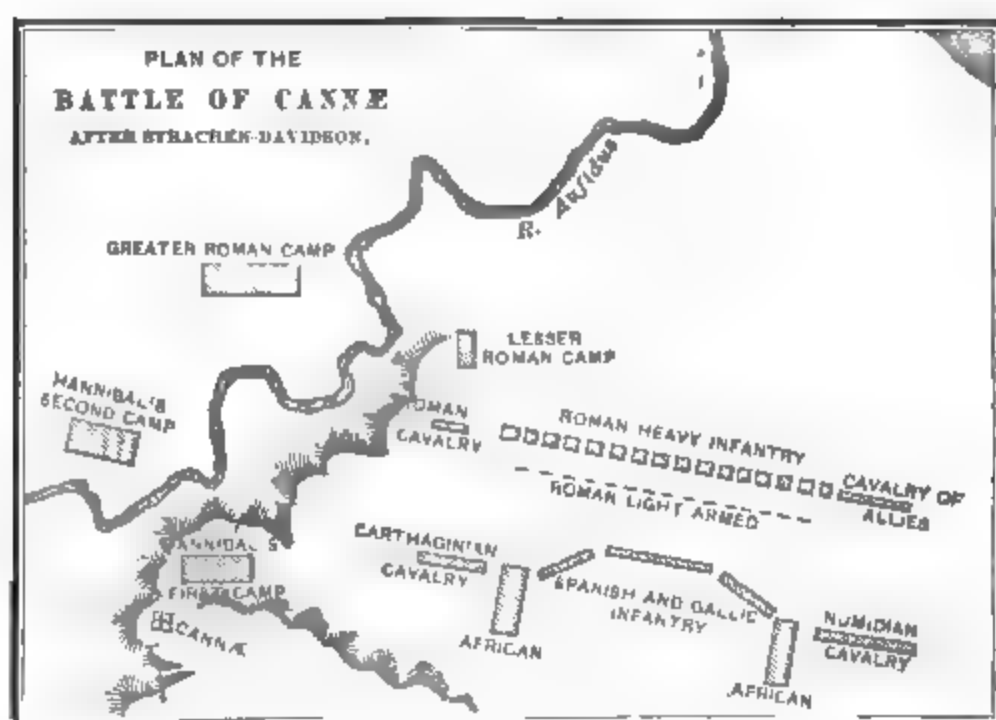 PLAN OF THE
BATTLE OF CANNÆ
AFTER STRACHEN-DAVIDSON.
R. Aufidus
GREATER ROMAN CAMP
LESSER
ROMAN CAMP
HANNIBAL'S
SECOND CAMP
ROMAN
CAVALRY
ROMAN HEAVY INFANTRY
CAVALRY OF
ALLIES
ROMAN LIGHT ARMED
CARTHAGINIAN
CAVALRY
HANNIBAL'S
FIRST CAMP
SPANISH AND GALLIC
INFANTRY
CANNÆ
AFRICAN
NUMIDIAN
CAVALRY
AFRICAN